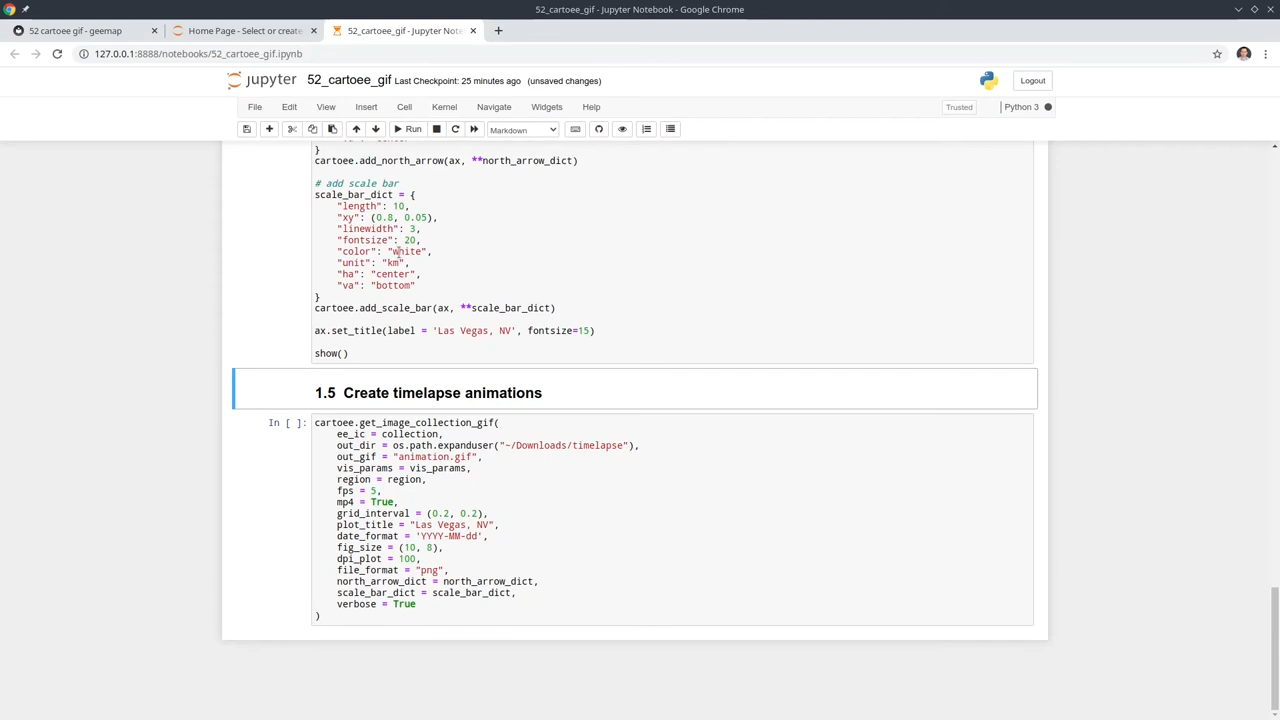 52_cartoee_gif - Jupyter Notebook - Google Chrome
52 cartoee gif - geemap
Home Page - Select or create
52_cartoee_gif - Jupyter Note
127.0.0.1:8888/notebooks/52_cartoee_gif.ipynb
jupyter 52_cartoee_gif Last Checkpoint: 25 minutes ago (unsaved changes)
Logout
File Edit View Insert Cell Kernel Navigate Widgets Help
Trusted
Python 3
Run
Markdown
}
cartoee.add_north_arrow(ax, **north_arrow_dict)
# add scale bar
scale_bar_dict = {
"length": 10,
"xy": (0.8, 0.05),
"linewidth": 3,
"fontsize": 20,
"color": "white",
"unit": "km",
"ha": "center",
"va": "bottom"
}
cartoee.add_scale_bar(ax, **scale_bar_dict)
ax.set_title(label = 'Las Vegas, NV', fontsize=15)
show()
1.5 Create timelapse animations
In [ ]: cartoee.get_image_collection_gif(
ee_ic = collection,
out_dir = os.path.expanduser("~/Downloads/timelapse"),
out_gif = "animation.gif",
vis_params = vis_params,
region = region,
fps = 5,
mp4 = True,
grid_interval = (0.2, 0.2),
plot_title = "Las Vegas, NV",
date_format = 'YYYY-MM-dd',
fig_size = (10, 8),
dpi_plot = 100,
file_format = "png",
north_arrow_dict = north_arrow_dict,
scale_bar_dict = scale_bar_dict,
verbose = True
)